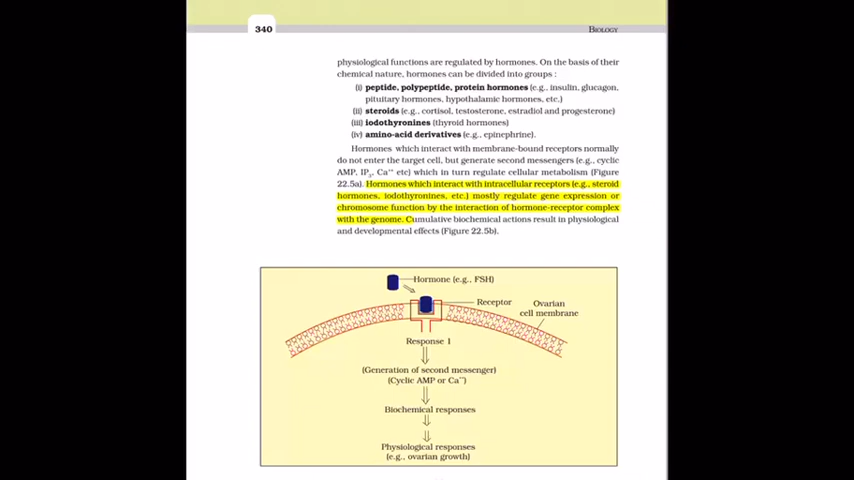 340
BIOLOGY
physiological functions are regulated by hormones. On the basis of their
chemical nature, hormones can be divided into groups :
(i) peptide, polypeptide, protein hormones (e.g., insulin, glucagon,
pituitary hormones, hypothalamic hormones, etc.)
(ii) steroids (e.g., cortisol, testosterone, estradiol and progesterone)
(iii) iodothyronines (thyroid hormones)
(iv) amino-acid derivatives (e.g., epinephrine).
Hormones which interact with membrane-bound receptors normally
do not enter the target cell, but generate second messengers (e.g., cyclic
AMP, IP₃, Ca⁺⁺ etc) which in turn regulate cellular metabolism (Figure
22.5a). Hormones which interact with intracellular receptors (e.g., steroid
hormones, iodothyronines, etc.) mostly regulate gene expression or
chromosome function by the interaction of hormone-receptor complex
with the genome. Cumulative biochemical actions result in physiological
and developmental effects (Figure 22.5b).
Hormone (e.g., FSH)
Receptor
Ovarian
cell membrane
Response 1
(Generation of second messenger)
(Cyclic AMP or Ca⁺⁺)
Biochemical responses
Physiological responses
(e.g., ovarian growth)